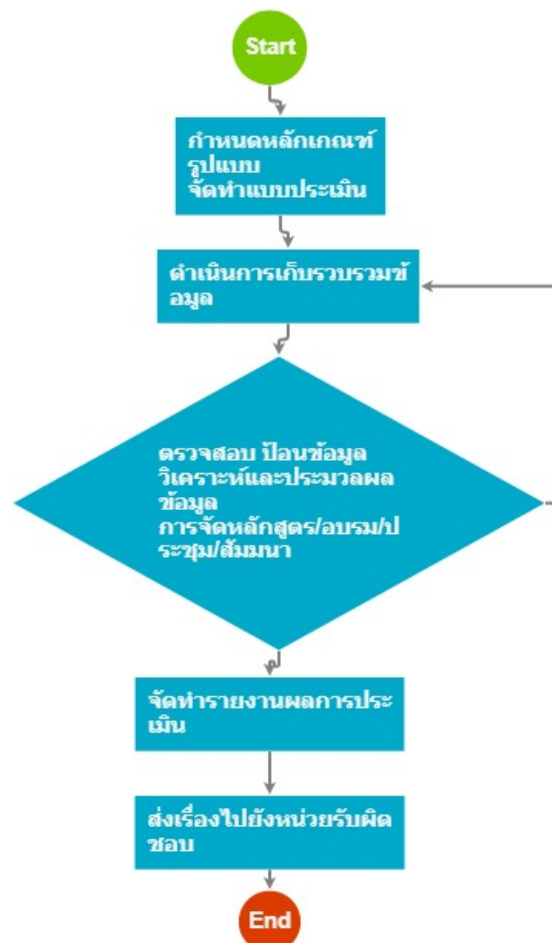 Start
กำหนดหลักเกณฑ์
รูปแบบ
จัดทำแบบประเมิน
ดำเนินการเก็บรวบรวมข้
อมูล
ตรวจสอบ ป้อนข้อมูล
วิเคราะห์และประมวลผล
ข้อมูล
การจัดหลักสูตร/อบรม/ป
ระชุม/สัมมนา
จัดทำรายงานผลการประ
เมิน
ส่งเรื่องไปยังหน่วยรับผิด
ชอบ
End